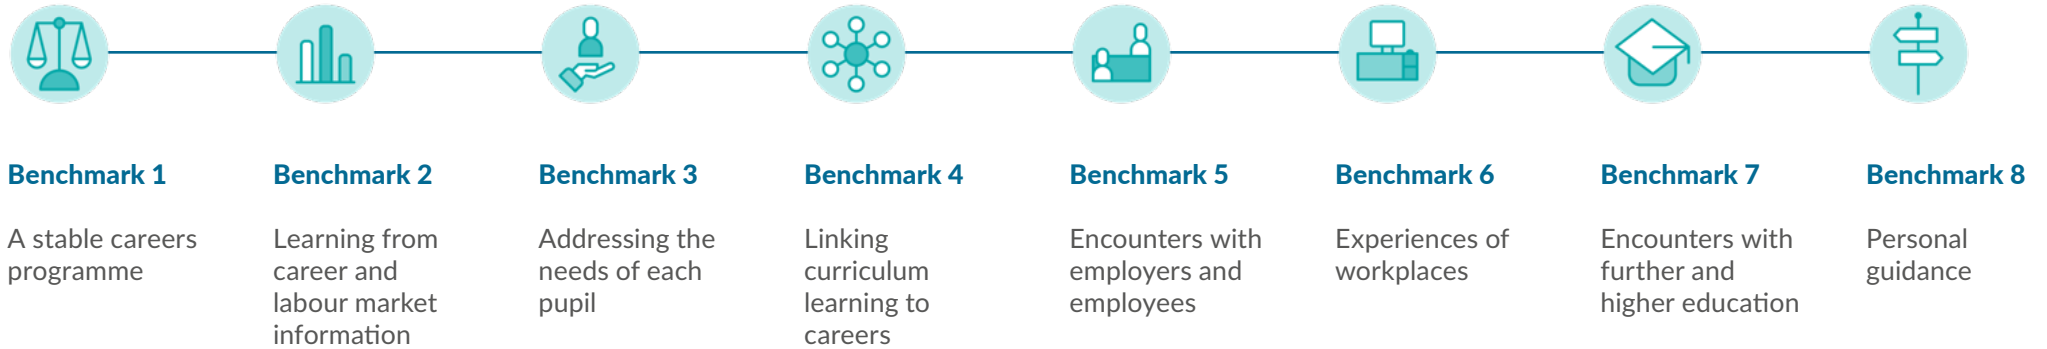 Benchmark 1
A stable careers
programme
Benchmark 2
Learning from
career and
labour market
information
Benchmark 3
Addressing the
needs of each
pupil
Benchmark 4
Linking
curriculum
learning to
careers
Benchmark 5
Encounters with
employers and
employees
Benchmark 6
Experiences of
workplaces
Benchmark 7
Encounters with
further and
higher education
Benchmark 8
Personal
guidance